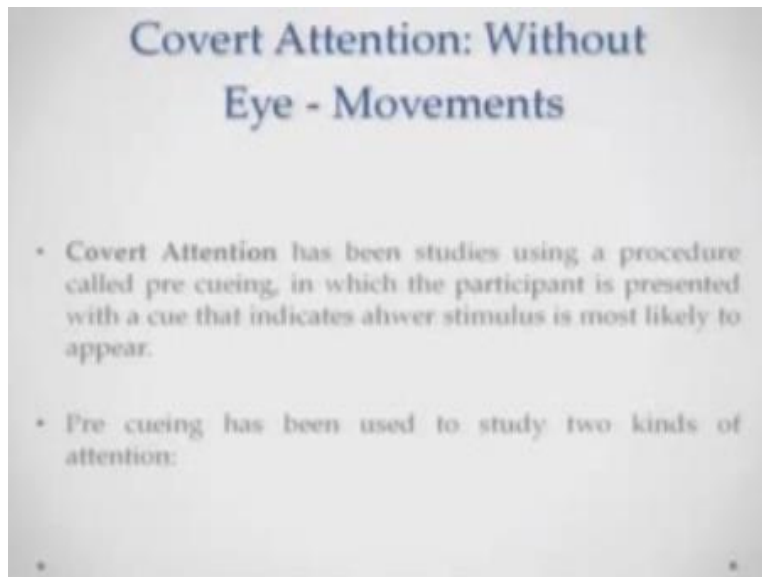 Covert Attention: Without
Eye - Movements
• Covert Attention has been studies using a procedure
called pre cueing, in which the participant is presented
with a cue that indicates ahwer stimulus is most likely to
appear.
• Pre cueing has been used to study two kinds of
attention: